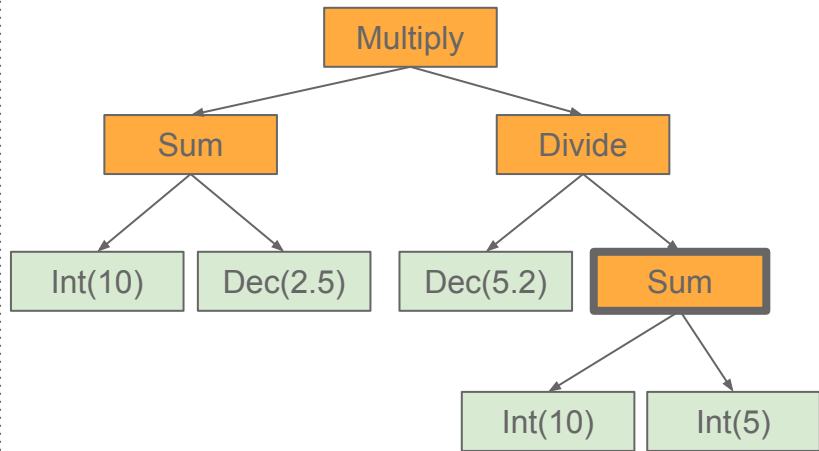 Multiply
Sum
Divide
Int(10)
Dec(2.5)
Dec(5.2)
Sum
Int(10)
Int(5)